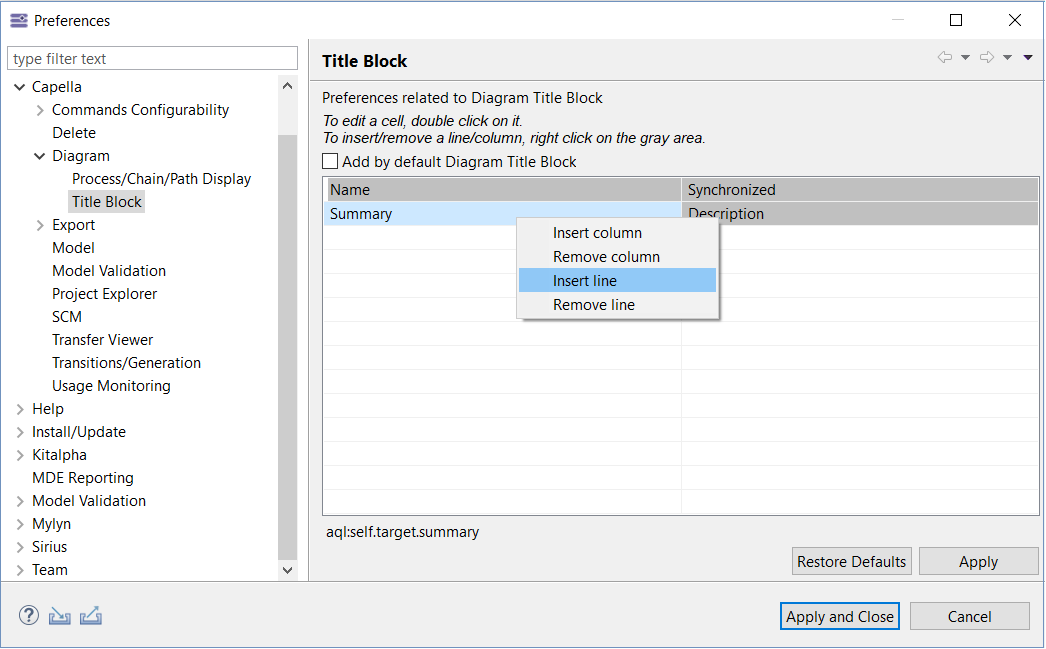 Preferences
type filter text
Capella
Commands Configurability
Delete
Diagram
Process/Chain/Path Display
Title Block
Export
Model
Model Validation
Project Explorer
SCM
Transfer Viewer
Transitions/Generation
Usage Monitoring
Help
Install/Update
Kitalpha
MDE Reporting
Model Validation
Mylyn
Sirius
Team
Title Block
Preferences related to Diagram Title Block
To edit a cell, double click on it.
To insert/remove a line/column, right click on the gray area.
Add by default Diagram Title Block
Name Synchronized
Summary Description
Insert column
Remove column
Insert line
Remove line
aql:self.target.summary
Restore Defaults Apply
Apply and Close Cancel